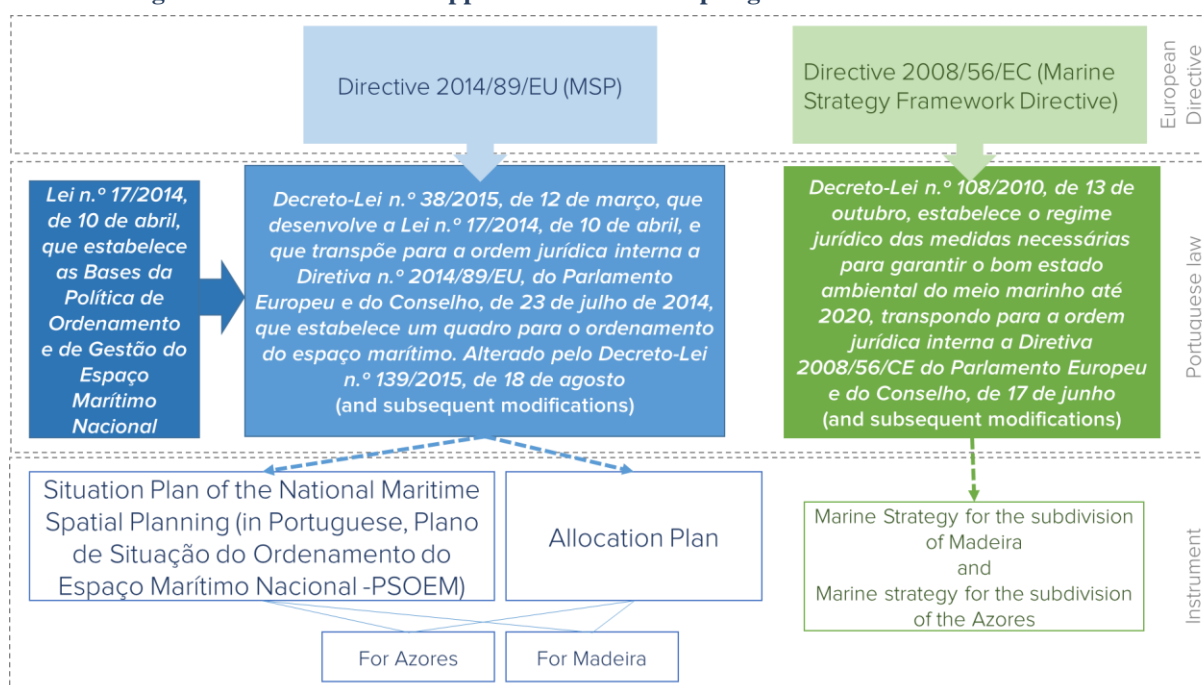 Directive 2014/89/EU (MSP)
Directive 2008/56/EC (Marine
Strategy Framework Directive)
European
Directive
Lei n.º 17/2014,
de 10 de abril,
que estabelece
as Bases da
Política de
Ordenamento
e de Gestão do
Espaço
Marítimo
Nacional
Decreto-Lei n.º 38/2015, de 12 de março, que
desenvolve a Lei n.º 17/2014, de 10 de abril, e
que transpõe para a ordem jurídica interna a
Diretiva n.º 2014/89/EU, do Parlamento
Europeu e do Conselho, de 23 de julho de 2014,
que estabelece um quadro para o ordenamento
do espaço marítimo. Alterado pelo Decreto-Lei
n.º 139/2015, de 18 de agosto
(and subsequent modifications)
Decreto-Lei n.º 108/2010, de 13 de
outubro, estabelece o regime
jurídico das medidas necessárias
para garantir o bom estado
ambiental do meio marinho até
2020, transpondo para a ordem
jurídica interna a Diretiva
2008/56/CE do Parlamento Europeu
e do Conselho, de 17 de junho
(and subsequent modifications)
Portuguese law
Situation Plan of the National Maritime
Spatial Planning (in Portuguese, Plano
de Situação do Ordenamento do
Espaço Marítimo Nacional -PSOEM)
Allocation Plan
Marine Strategy for the subdivision
of Madeira
and
Marine strategy for the subdivision
of the Azores
For Azores
For Madeira
Instrument